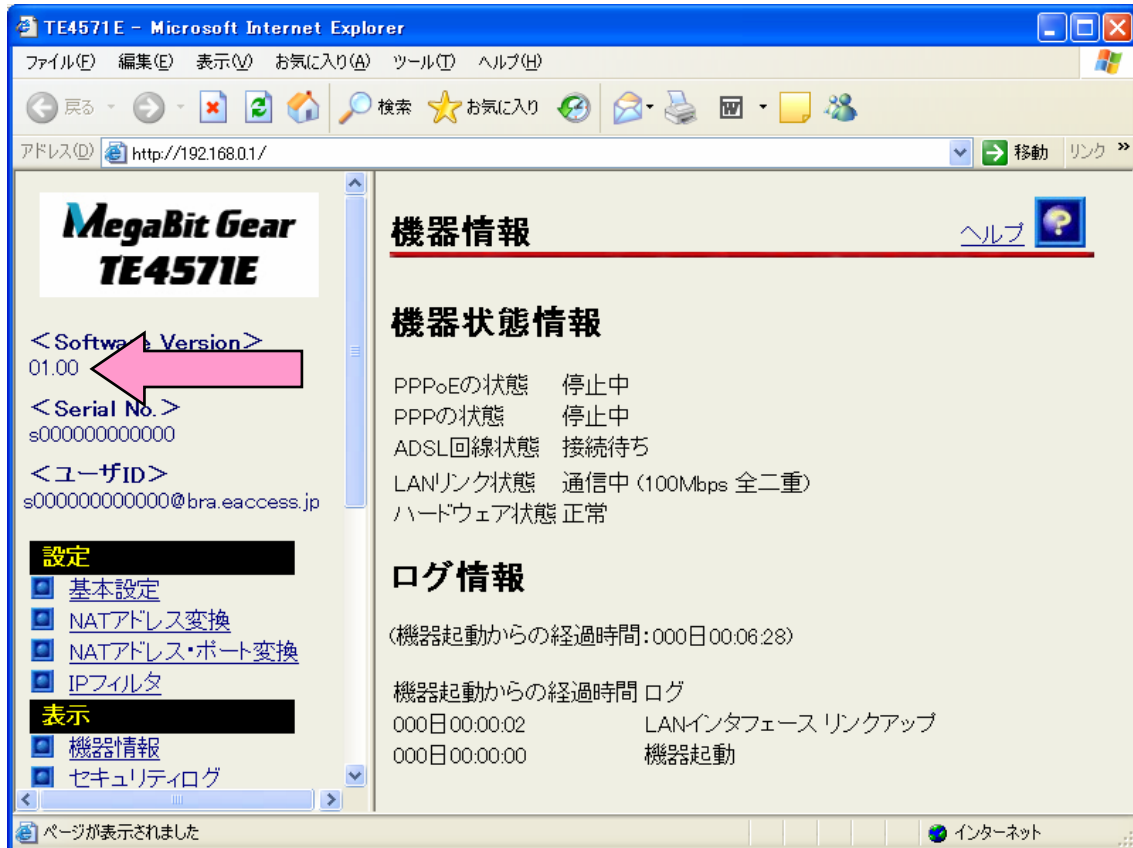 TE4571E - Microsoft Internet Explorer
ファイル(F) 編集(E) 表示(V) お気に入り(A) ツール(T) ヘルプ(H)
戻る 検索 お気に入り
アドレス(D) http://192.168.0.1/ 移動 リンク »
MegaBit Gear
TE4571E
＜Software Version＞
01.00
＜Serial No.＞
s000000000000
＜ユーザID＞
s000000000000@bra.eaccess.jp
設定
基本設定
NATアドレス変換
NATアドレス・ポート変換
IPフィルタ
表示
機器情報
セキュリティログ
機器情報 ヘルプ
機器状態情報
PPPoEの状態 停止中
PPPの状態 停止中
ADSL回線状態 接続待ち
LANリンク状態 通信中 (100Mbps 全二重)
ハードウェア状態 正常
ログ情報
(機器起動からの経過時間：000日00:06:28)
機器起動からの経過時間 ログ
000日00:00:02 LANインタフェース リンクアップ
000日00:00:00 機器起動
ページが表示されました インターネット